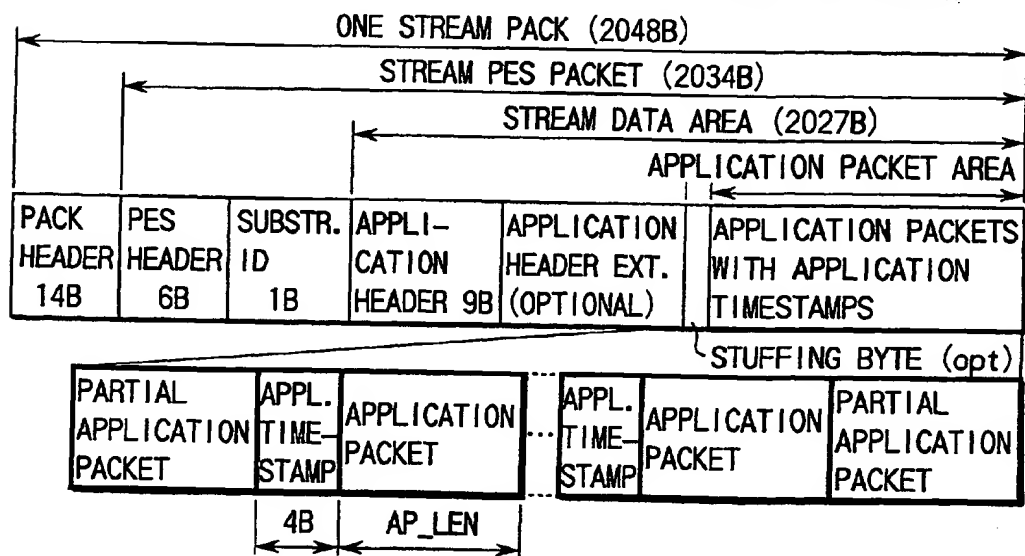 ONE STREAM PACK (2048B)
STREAM PES PACKET (2034B)
STREAM DATA AREA (2027B)
APPLICATION PACKET AREA
PACK
HEADER
14B
PES
HEADER
6B
SUBSTR.
ID
1B
APPLI-
CATION
HEADER 9B
APPLICATION
HEADER EXT.
(OPTIONAL)
APPLICATION PACKETS
WITH APPLICATION
TIMESTAMPS
STUFFING BYTE (opt)
PARTIAL
APPLICATION
PACKET
APPL.
TIME-
STAMP
APPLICATION
PACKET
APPL.
TIME-
STAMP
APPLICATION
PACKET
PARTIAL
APPLICATION
PACKET
4B
AP_LEN